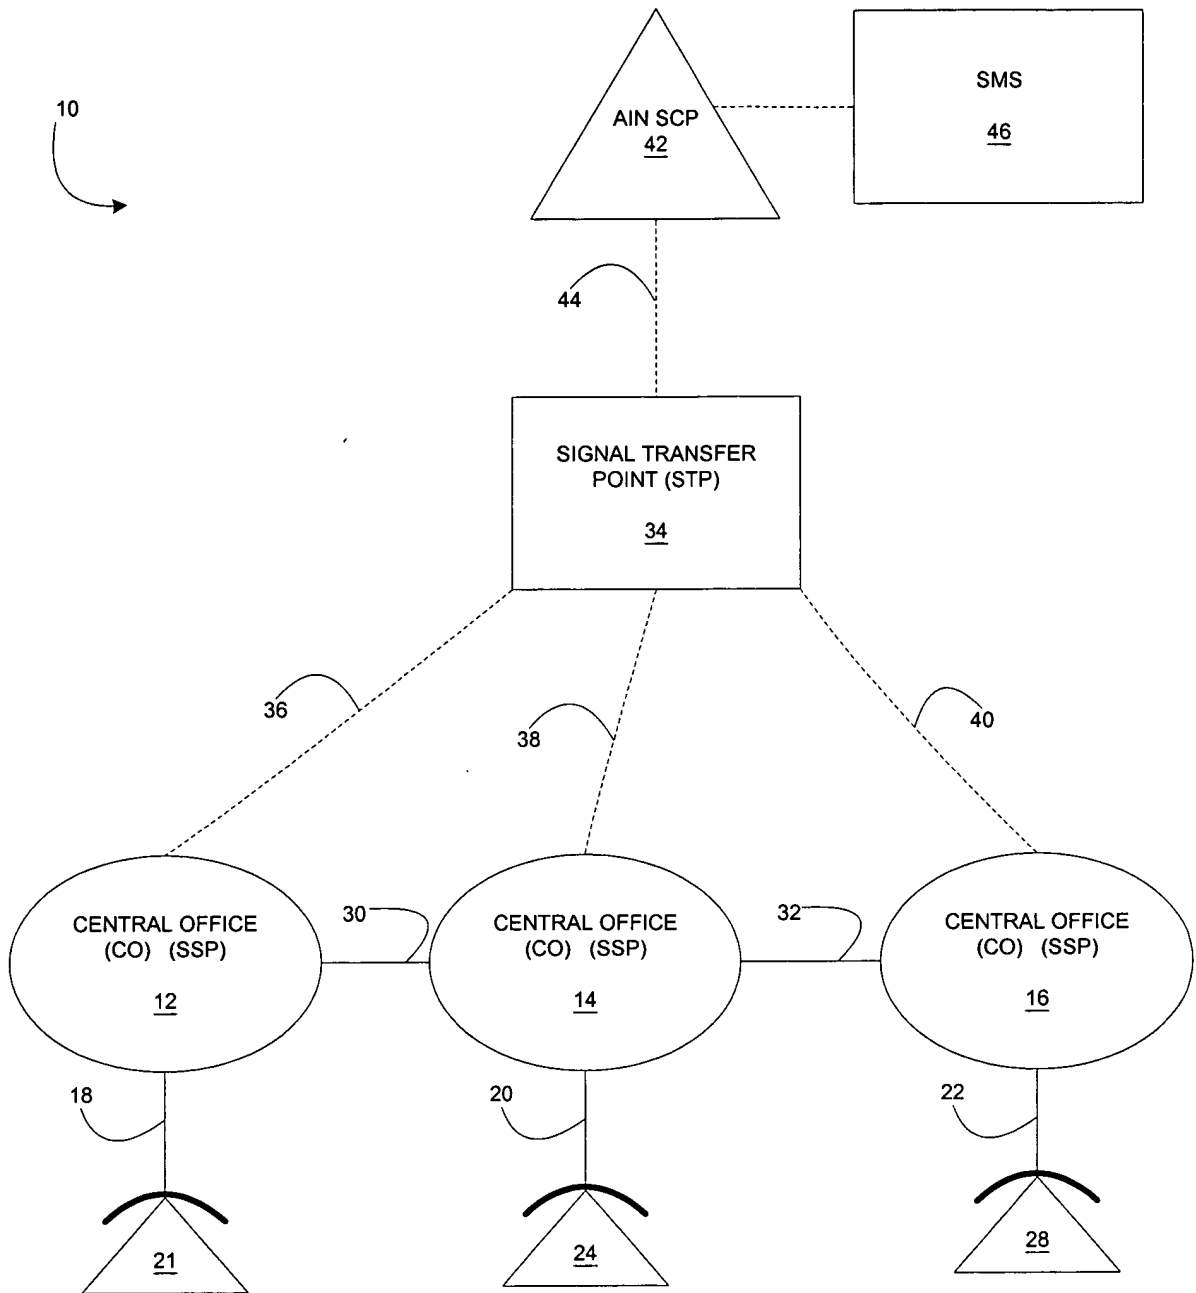 SMS
10
AIN SCP
42
46
44
SIGNAL TRANSFER
POINT (STP)
34
36
38
40
CENTRAL OFFICE
(CO) (SSP)
12
30
CENTRAL OFFICE
(CO) (SSP)
14
32
CENTRAL OFFICE
(CO) (SSP)
16
18
20
22
21
24
28